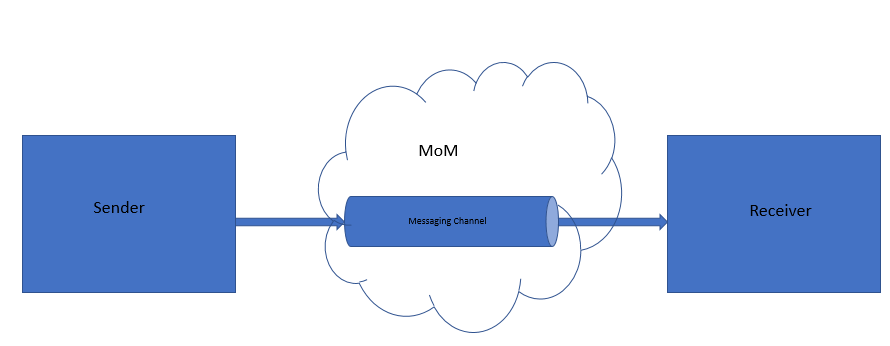 MoM
Sender
Messaging Channel
Receiver